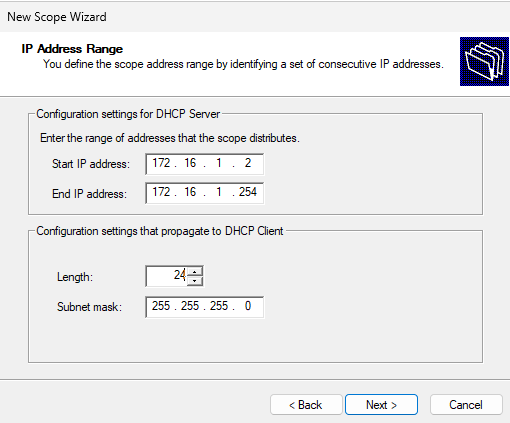 New Scope Wizard
IP Address Range
You define the scope address range by identifying a set of consecutive IP addresses.
Configuration settings for DHCP Server
Enter the range of addresses that the scope distributes.
Start IP address: 172 . 16 . 1 . 2
End IP address: 172 . 16 . 1 . 254
Configuration settings that propagate to DHCP Client
Length: 24
Subnet mask: 255 . 255 . 255 . 0
< Back Next > Cancel